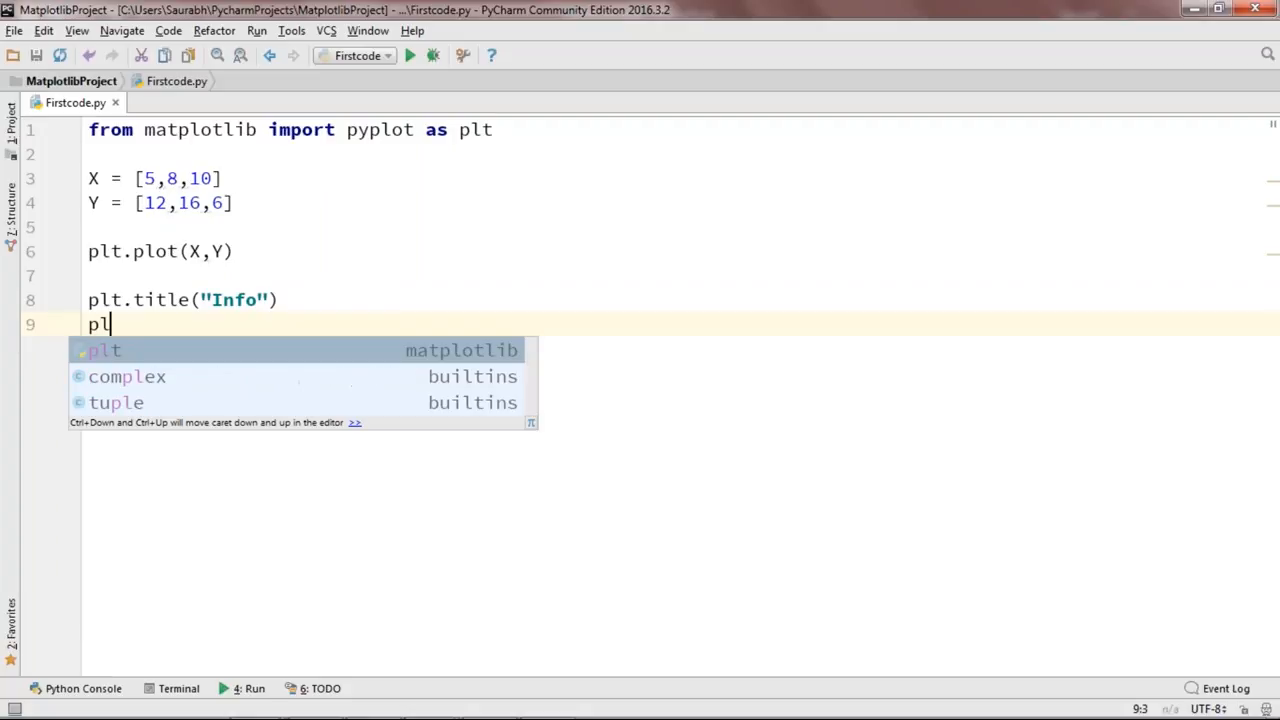 MatplotlibProject - [C:\Users\Saurabh\PycharmProjects\MatplotlibProject] - ...\Firstcode.py - PyCharm Community Edition 2016.3.2
File Edit View Navigate Code Refactor Run Tools VCS Window Help
Firstcode
MatplotlibProject Firstcode.py
Firstcode.py
1: Project
Z: Structure
2: Favorites
1 from matplotlib import pyplot as plt
2
3 X = [5,8,10]
4 Y = [12,16,6]
5
6 plt.plot(X,Y)
7
8 plt.title("Info")
9 pl
plt matplotlib
complex builtins
tuple builtins
Ctrl+Down and Ctrl+Up will move caret down and up in the editor >> π
Python Console Terminal 4: Run 6: TODO Event Log
9:3 n/a UTF-8